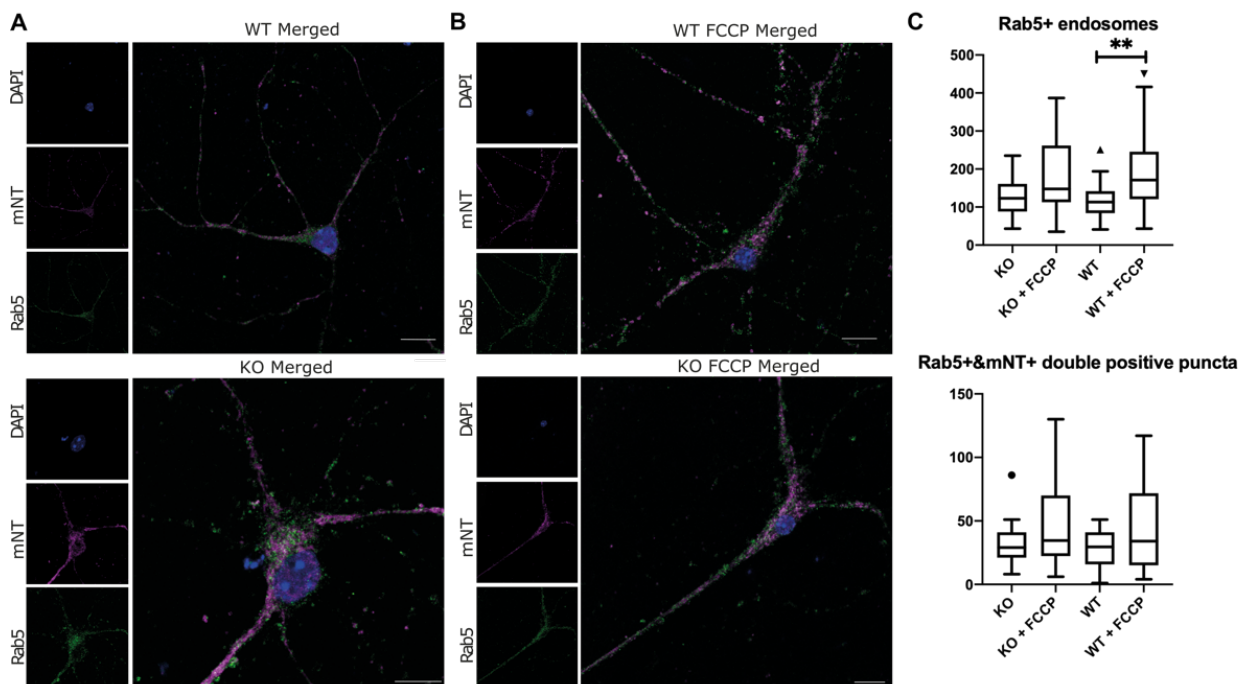 A
WT Merged
DAPI
mNT
Rab5
KO Merged
DAPI
mNT
Rab5
B
WT FCCP Merged
DAPI
mNT
Rab5
KO FCCP Merged
DAPI
mNT
Rab5
C
Rab5+ endosomes
**
500
400
300
200
100
0
KO
KO + FCCP
WT
WT + FCCP
Rab5+&mNT+ double positive puncta
150
100
50
0
KO
KO + FCCP
WT
WT + FCCP